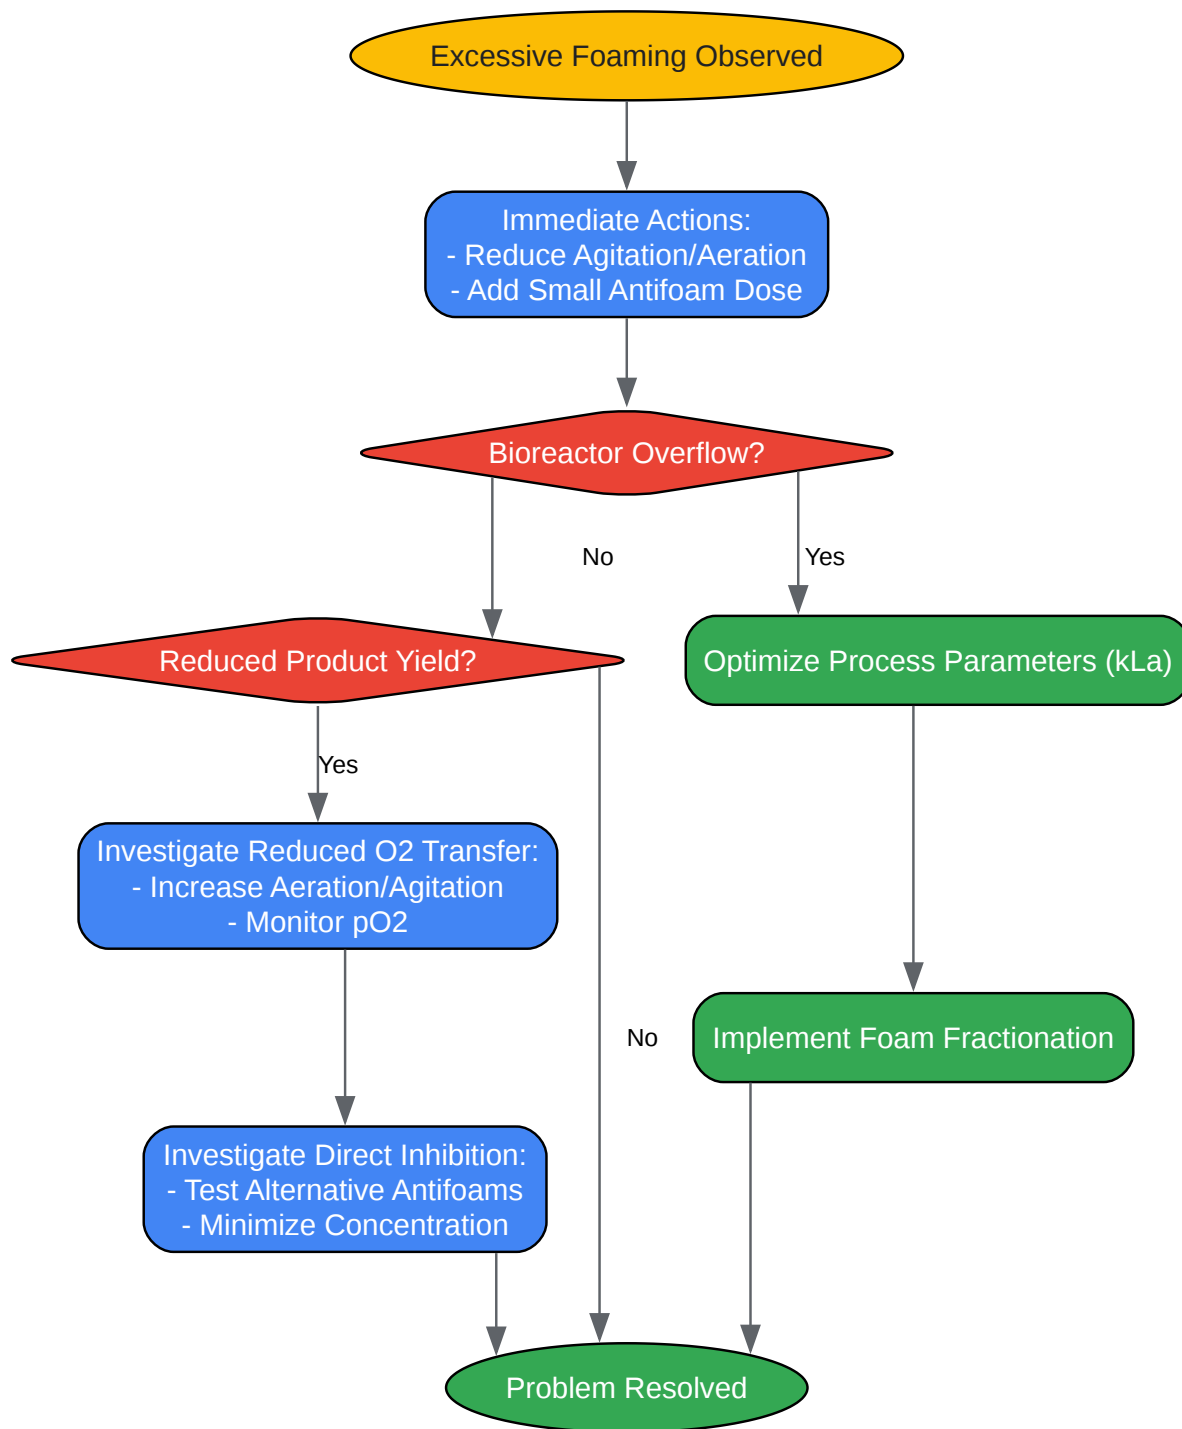 Excessive Foaming Observed
Immediate Actions:
- Reduce Agitation/Aeration
- Add Small Antifoam Dose
Bioreactor Overflow?
No
Yes
Reduced Product Yield?
Optimize Process Parameters (kLa)
Yes
Investigate Reduced O2 Transfer:
- Increase Aeration/Agitation
- Monitor pO2
No
Implement Foam Fractionation
Investigate Direct Inhibition:
- Test Alternative Antifoams
- Minimize Concentration
Problem Resolved